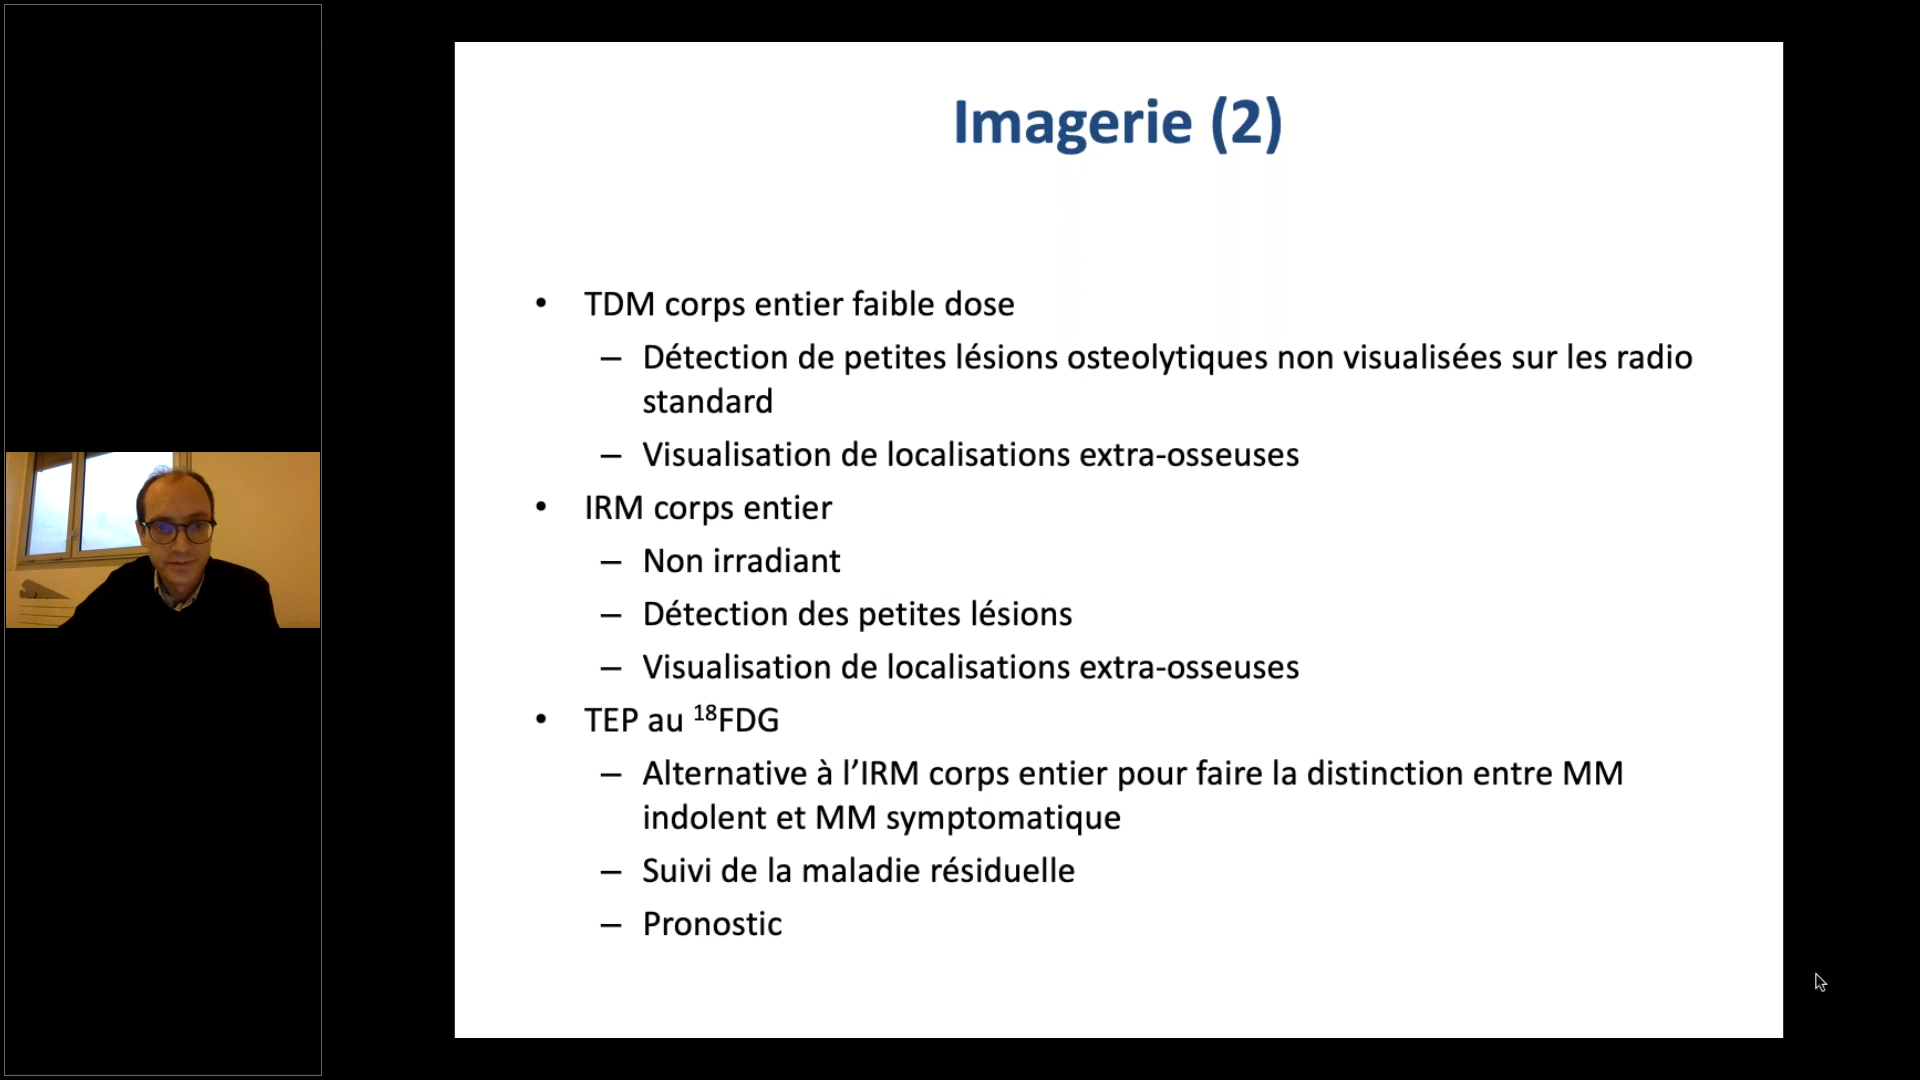 Imagerie (2)
• TDM corps entier faible dose
– Détection de petites lésions osteolytiques non visualisées sur les radio
standard
– Visualisation de localisations extra-osseuses
• IRM corps entier
– Non irradiant
– Détection des petites lésions
– Visualisation de localisations extra-osseuses
• TEP au ¹⁸FDG
– Alternative à l’IRM corps entier pour faire la distinction entre MM
indolent et MM symptomatique
– Suivi de la maladie résiduelle
– Pronostic